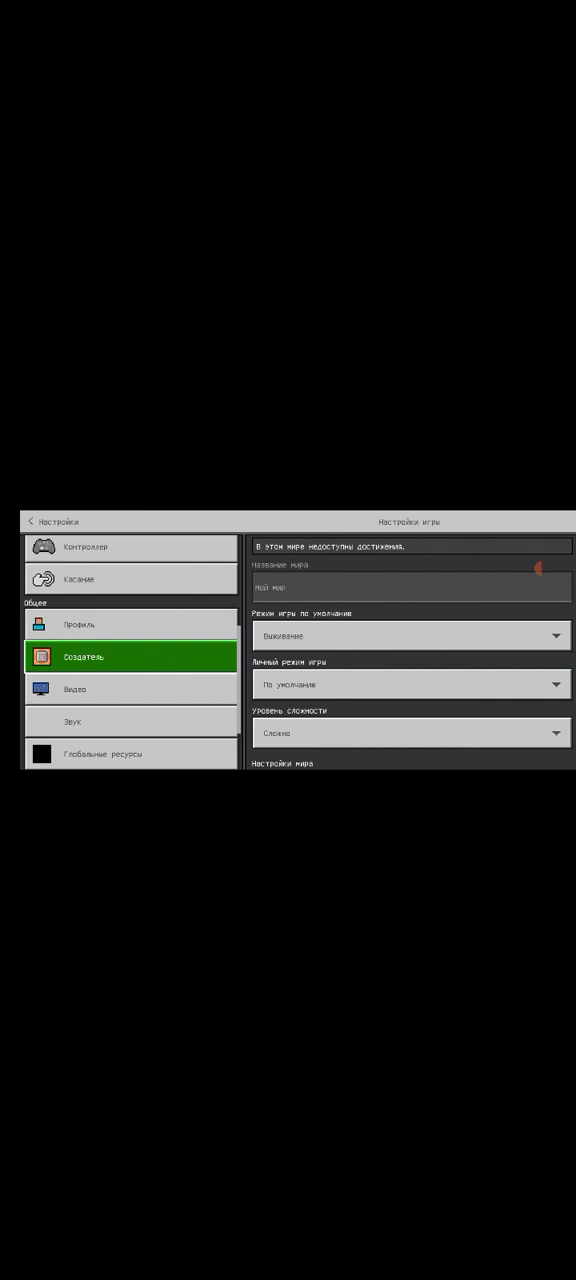 Настройки
Настройки игры
Контроллер
Касание
Общее
Профиль
Создатель
Видео
Звук
Глобальные ресурсы
В этом мире недоступны достижения.
Название мира
Мой мир
Режим игры по умолчанию
Выживание
Личный режим игры
По умолчанию
Уровень сложности
Сложно
Настройки мира